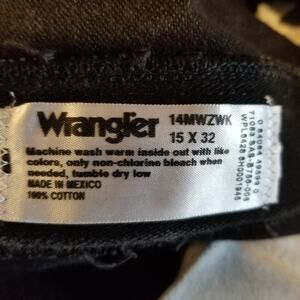 Wrangler
14MWZWK
15 X 32
Machine wash warm inside out with like
colors, only non-chlorine bleach when
needed, tumble dry low
MADE IN MEXICO
100% COTTON